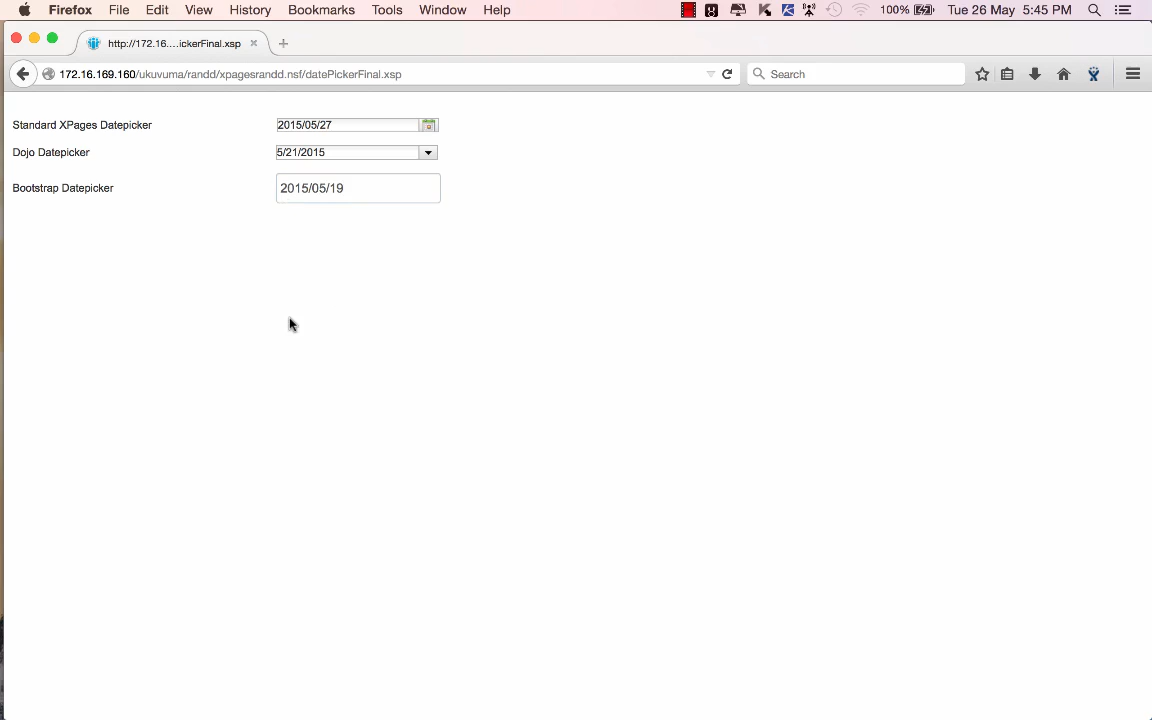 Firefox File Edit View History Bookmarks Tools Window Help 100% Tue 26 May 5:45 PM
http://172.16....ickerFinal.xsp
172.16.169.160/ukuvuma/randd/xpagesrandd.nsf/datePickerFinal.xsp Search
Standard XPages Datepicker 2015/05/27
Dojo Datepicker 5/21/2015
Bootstrap Datepicker 2015/05/19